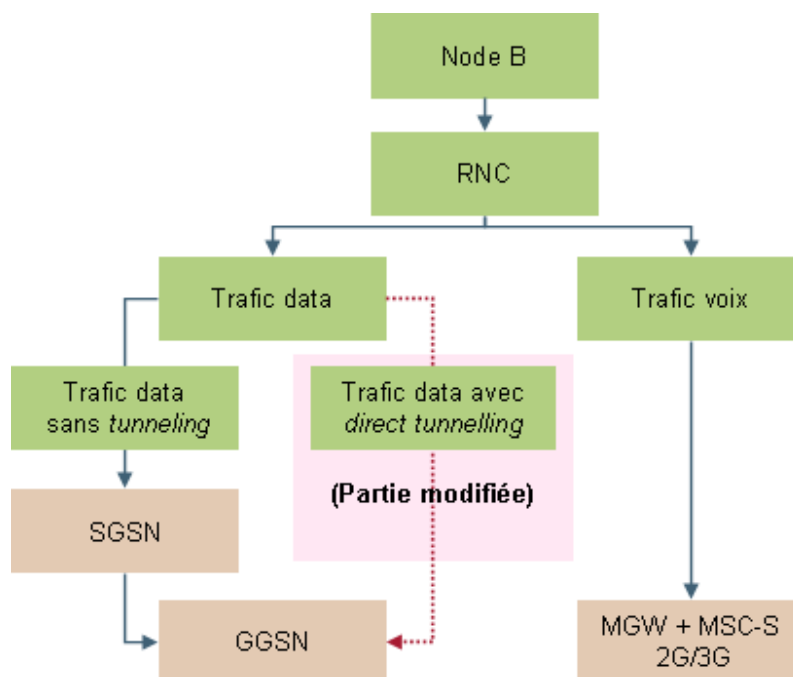 Node B
RNC
Trafic data
Trafic voix
Trafic data
sans tunneling
Trafic data avec
direct tunnelling
(Partie modifiée)
SGSN
GGSN
MGW + MSC-S
2G/3G